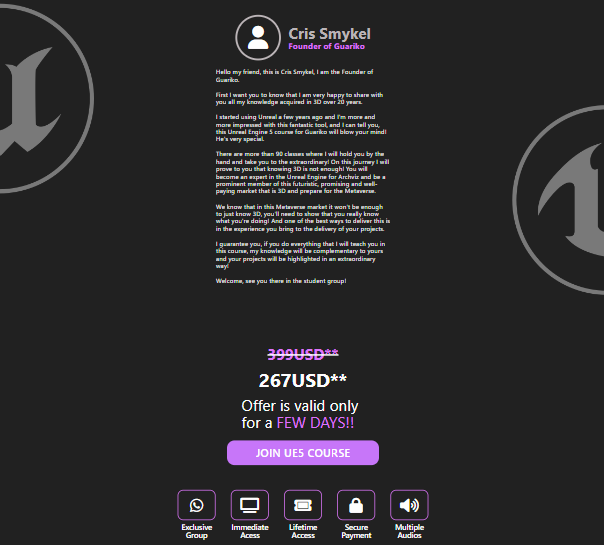 Cris Smykel
Founder of Guariko
Hello my friend, this is Cris Smykel, I am the Founder of
Guariko.
First I want you to know that I am very happy to share with
you all my knowledge acquired in 3D over 20 years.
I started using Unreal a few years ago and I'm more and
more impressed with this fantastic tool, and I can tell you,
this Unreal Engine 5 course for Guariko will blow your mind!
He's very special.
There are more than 90 classes where I will hold you by the
hand and take you to the extraordinary! On this journey I will
prove to you that knowing 3D is not enough! You will
become an expert in the Unreal Engine for Archviz and be a
prominent member of this futuristic, promising and well-
paying market that is 3D and prepare for the Metaverse.
We know that in this Metaverse market it won't be enough
to just know 3D, you'll need to show that you really know
what you're doing! And one of the best ways to deliver this is
in the experience you bring to the delivery of your projects.
I guarantee you, if you do everything that I will teach you in
this course, my knowledge will be complementary to yours
and your projects will be highlighted in an extraordinary
way!
Welcome, see you there in the student group!
399USD**
267USD**
Offer is valid only
for a FEW DAYS!!
JOIN UE5 COURSE
Exclusive Immediate Lifetime Secure Multiple
Group Acess Access Payment Audios